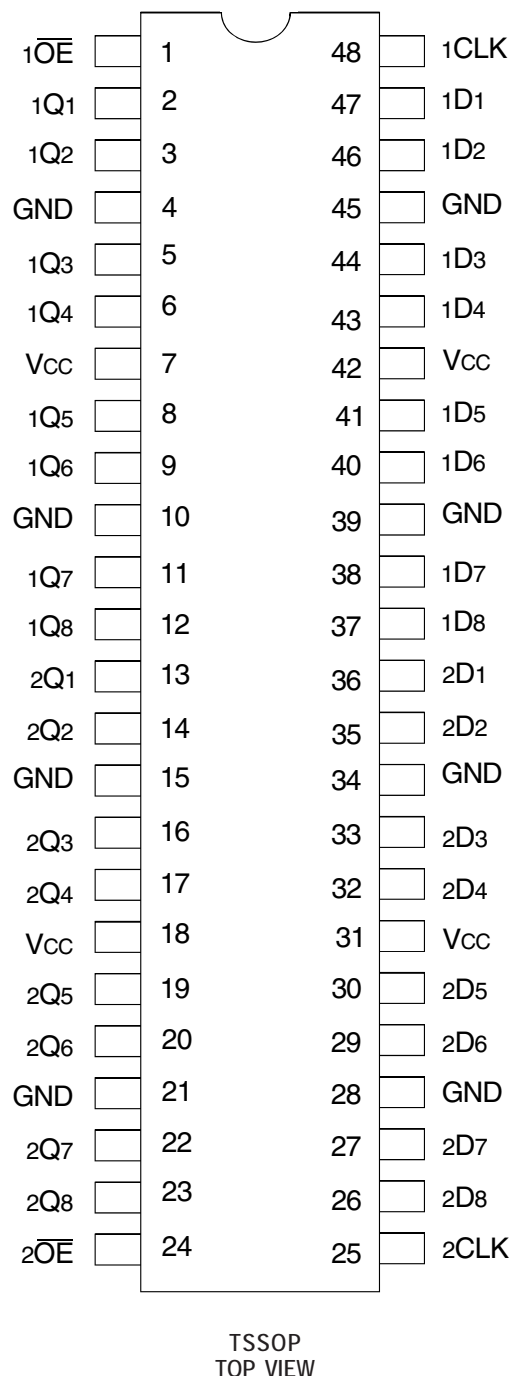 1O̅E̅ 1 48 1CLK
1Q1 2 47 1D1
1Q2 3 46 1D2
GND 4 45 GND
1Q3 5 44 1D3
1Q4 6 43 1D4
VCC 7 42 VCC
1Q5 8 41 1D5
1Q6 9 40 1D6
GND 10 39 GND
1Q7 11 38 1D7
1Q8 12 37 1D8
2Q1 13 36 2D1
2Q2 14 35 2D2
GND 15 34 GND
2Q3 16 33 2D3
2Q4 17 32 2D4
VCC 18 31 VCC
2Q5 19 30 2D5
2Q6 20 29 2D6
GND 21 28 GND
2Q7 22 27 2D7
2Q8 23 26 2D8
2O̅E̅ 24 25 2CLK
TSSOP
TOP VIEW